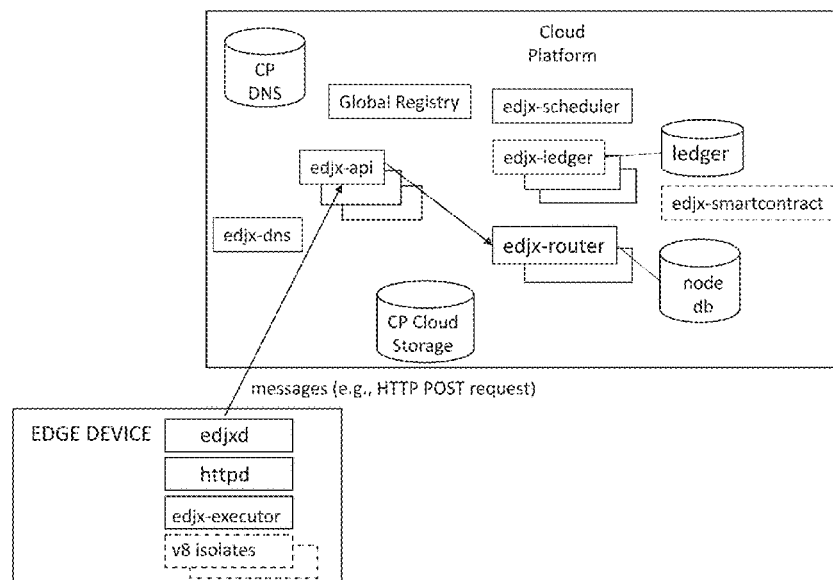 Cloud
Platform
CP
DNS
Global Registry
edjx-scheduler
edjx-api
edjx-ledger
ledger
edjx-smartcontract
edjx-dns
edjx-router
node
db
CP Cloud
Storage
messages (e.g., HTTP POST request)
EDGE DEVICE
edjxd
httpd
edjx-executor
v8 isolates